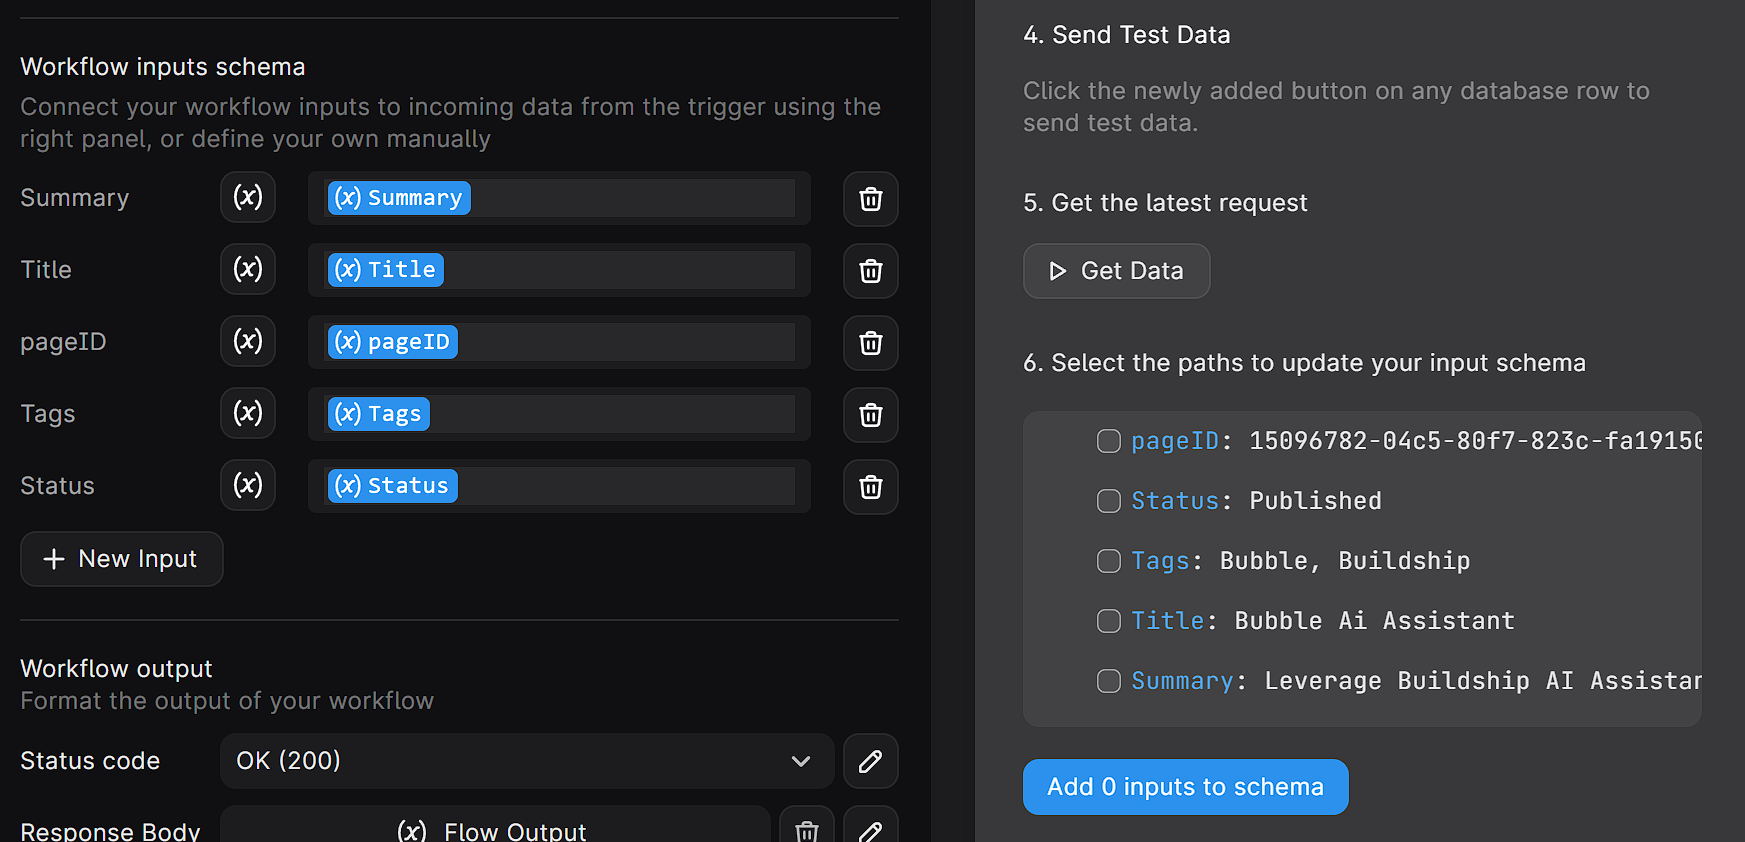 Workflow inputs schema
Connect your workflow inputs to incoming data from the trigger using the
right panel, or define your own manually
Summary (x) (x) Summary
Title (x) (x) Title
pageID (x) (x) pageID
Tags (x) (x) Tags
Status (x) (x) Status
+ New Input
Workflow output
Format the output of your workflow
Status code OK (200)
Response Body (x) Flow Output
4. Send Test Data
Click the newly added button on any database row to
send test data.
5. Get the latest request
Get Data
6. Select the paths to update your input schema
pageID: 15096782-04c5-80f7-823c-fa19150
Status: Published
Tags: Bubble, Buildship
Title: Bubble Ai Assistant
Summary: Leverage Buildship AI Assistan
Add 0 inputs to schema